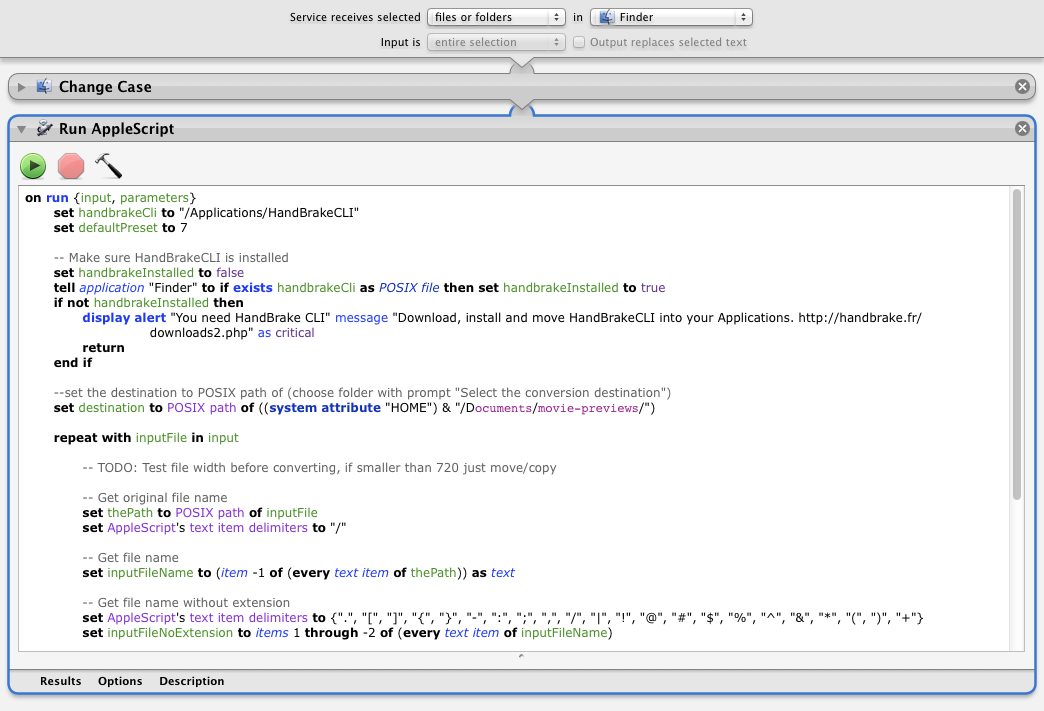 Service receives selected files or folders in Finder
Input is entire selection Output replaces selected text
Change Case
Run AppleScript
on run {input, parameters}
set handbrakeCli to "/Applications/HandBrakeCLI"
set defaultPreset to 7
-- Make sure HandBrakeCLI is installed
set handbrakeInstalled to false
tell application "Finder" to if exists handbrakeCli as POSIX file then set handbrakeInstalled to true
if not handbrakeInstalled then
display alert "You need HandBrake CLI" message "Download, install and move HandBrakeCLI into your Applications. http://handbrake.fr/
downloads2.php" as critical
return
end if
--set the destination to POSIX path of (choose folder with prompt "Select the conversion destination")
set destination to POSIX path of ((system attribute "HOME") & "/Documents/movie-previews/")
repeat with inputFile in input
-- TODO: Test file width before converting, if smaller than 720 just move/copy
-- Get original file name
set thePath to POSIX path of inputFile
set AppleScript's text item delimiters to "/"
-- Get file name
set inputFileName to (item -1 of (every text item of thePath)) as text
-- Get file name without extension
set AppleScript's text item delimiters to {".", "[", "]", "{", "}", "-", ":", ";", ",", "/", "|", "!", "@", "#", "$", "%", "^", "&", "*", "(", ")", "+"}
set inputFileNoExtension to items 1 through -2 of (every text item of inputFileName)
Results Options Description